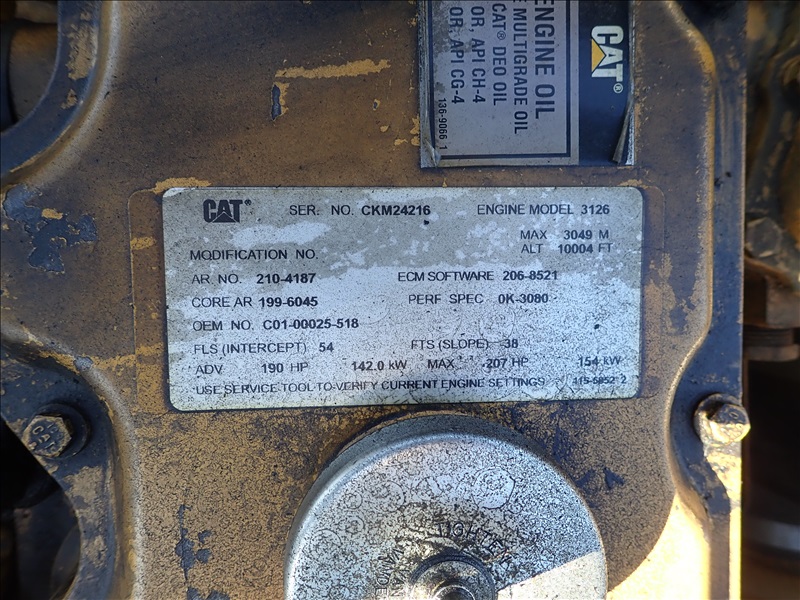 ENGINE OIL
MULTIGRADE OIL
CAT® DEO OIL
OR, API CH-4
OR, API CG-4
136-9066 1
CAT®
CAT®
SER. NO. CKM24216
ENGINE MODEL 3126
MAX 3049 M
ALT 10004 FT
MODIFICATION NO.
AR NO. 210-4187
ECM SOFTWARE 206-8521
CORE AR 199-6045
PERF SPEC 0K-3080
OEM NO. C01-00025-518
FLS (INTERCEPT) 54
FTS (SLOPE) -38
ADV 190 HP 142.0 kW MAX 207 HP 154 kW
USE SERVICE TOOL TO VERIFY CURRENT ENGINE SETTINGS
TIGHTEN